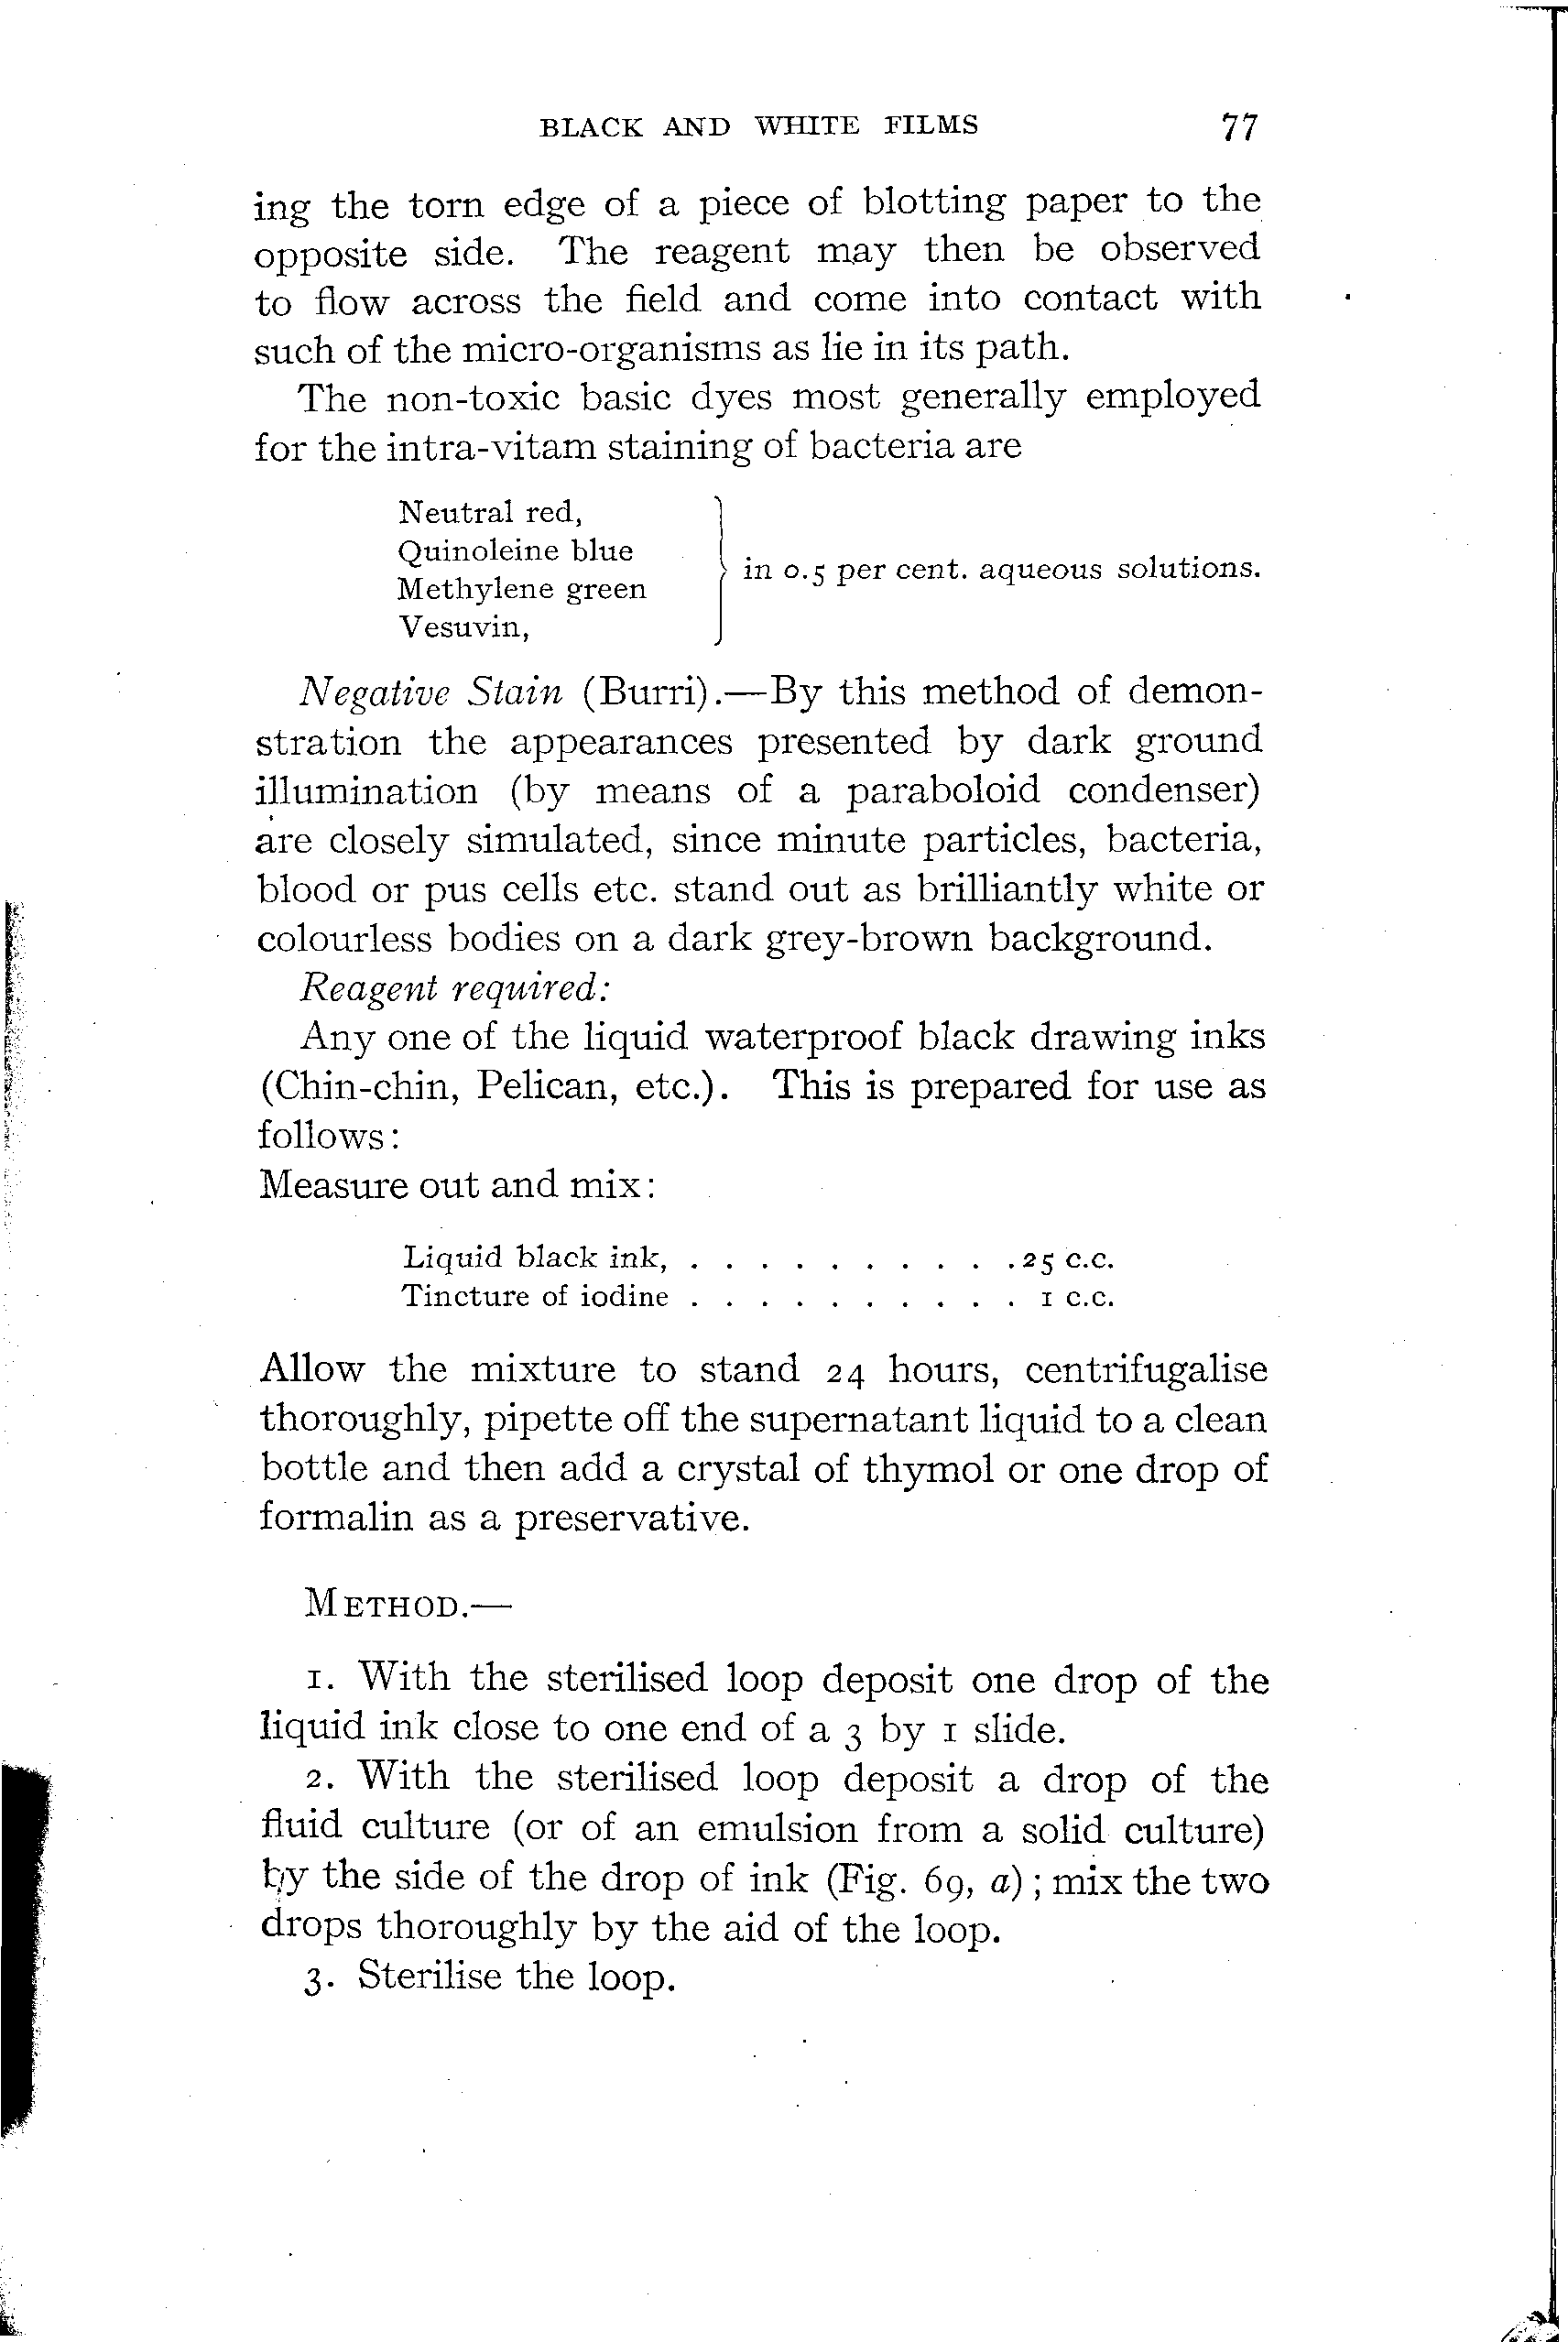 BLACK AND WHITE FILMS 77
ing the torn edge of a piece of blotting paper to the
opposite side. The reagent may then be observed
to flow across the field and come into contact with
such of the micro-organisms as lie in its path.
The non-toxic basic dyes most generally employed
for the intra-vitam staining of bacteria are
Neutral red,
Quinoleine blue
Methylene green
Vesuvin,
in 0.5 per cent. aqueous solutions.
Negative Stain (Burri).—By this method of demon-
stration the appearances presented by dark ground
illumination (by means of a paraboloid condenser)
are closely simulated, since minute particles, bacteria,
blood or pus cells etc. stand out as brilliantly white or
colourless bodies on a dark grey-brown background.
Reagent required:
Any one of the liquid waterproof black drawing inks
(Chin-chin, Pelican, etc.). This is prepared for use as
follows:
Measure out and mix:
Liquid black ink, . . . . . . . . . . 25 c.c.
Tincture of iodine . . . . . . . . . . 1 c.c.
Allow the mixture to stand 24 hours, centrifugalise
thoroughly, pipette off the supernatant liquid to a clean
bottle and then add a crystal of thymol or one drop of
formalin as a preservative.
METHOD.—
1. With the sterilised loop deposit one drop of the
liquid ink close to one end of a 3 by 1 slide.
2. With the sterilised loop deposit a drop of the
fluid culture (or of an emulsion from a solid culture)
by the side of the drop of ink (Fig. 69, a); mix the two
drops thoroughly by the aid of the loop.
3. Sterilise the loop.